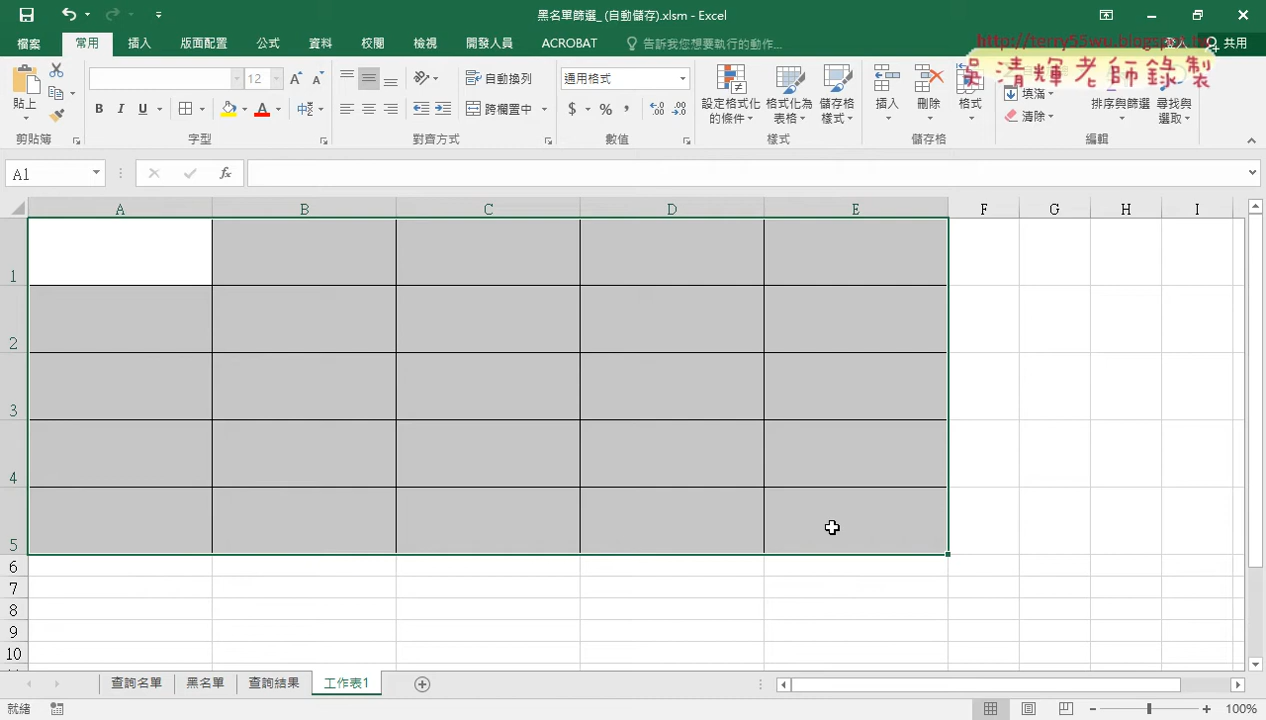 黑名單篩選_ (自動儲存).xlsm - Excel
檔案 常用 插入 版面配置 公式 資料 校閱 檢視 開發人員 ACROBAT 告訴我您想要執行的動作... 登入 共用
http://terry55wu.blogspot.tw
吳清輝老師錄製
貼上 12 自動換列 通用格式 設定格式化的條件 格式化為表格 儲存格樣式 插入 刪除 格式 填滿 排序與篩選 尋找與選取
B I U 跨欄置中 $ % , 清除
剪貼簿 字型 對齊方式 數值 樣式 儲存格 編輯
A1 fx
A B C D E F G H I
1
2
3
4
5
6
7
8
9
10
查詢名單 黑名單 查詢結果 工作表1
就緒 100%